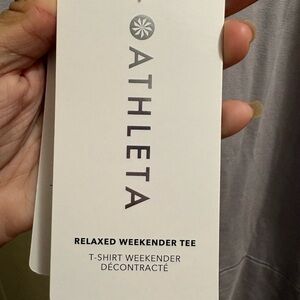 ATHLETA
RELAXED WEEKENDER TEE
T-SHIRT WEEKENDER
DÉCONTRACTÉ